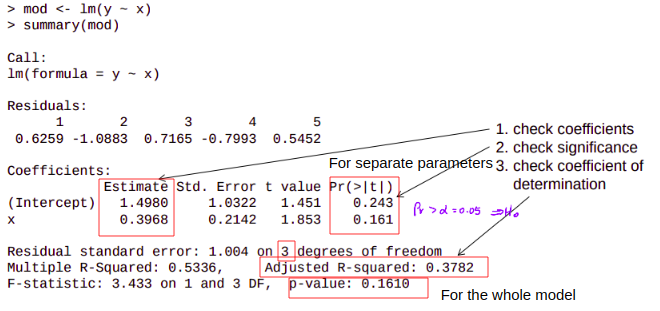 > mod <- lm(y ~ x)
> summary(mod)
Call:
lm(formula = y ~ x)
Residuals:
1 2 3 4 5
0.6259 -1.0883 0.7165 -0.7993 0.5452
1. check coefficients
2. check significance
3. check coefficient of
determination
For separate parameters
Coefficients:
Estimate Std. Error t value Pr(>|t|)
(Intercept) 1.4980 1.0322 1.451 0.243
x 0.3968 0.2142 1.853 0.161
Pr > α = 0.05 ⇒ H₀
Residual standard error: 1.004 on 3 degrees of freedom
Multiple R-Squared: 0.5336, Adjusted R-squared: 0.3782
F-statistic: 3.433 on 1 and 3 DF, p-value: 0.1610
For the whole model